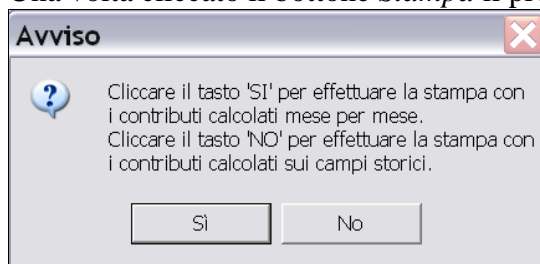 Una volta cliccato il bottone Stampa il pr
Avviso
Cliccare il tasto 'SI' per effettuare la stampa con
i contributi calcolati mese per mese.
Cliccare il tasto 'NO' per effettuare la stampa con
i contributi calcolati sui campi storici.
Sì
No